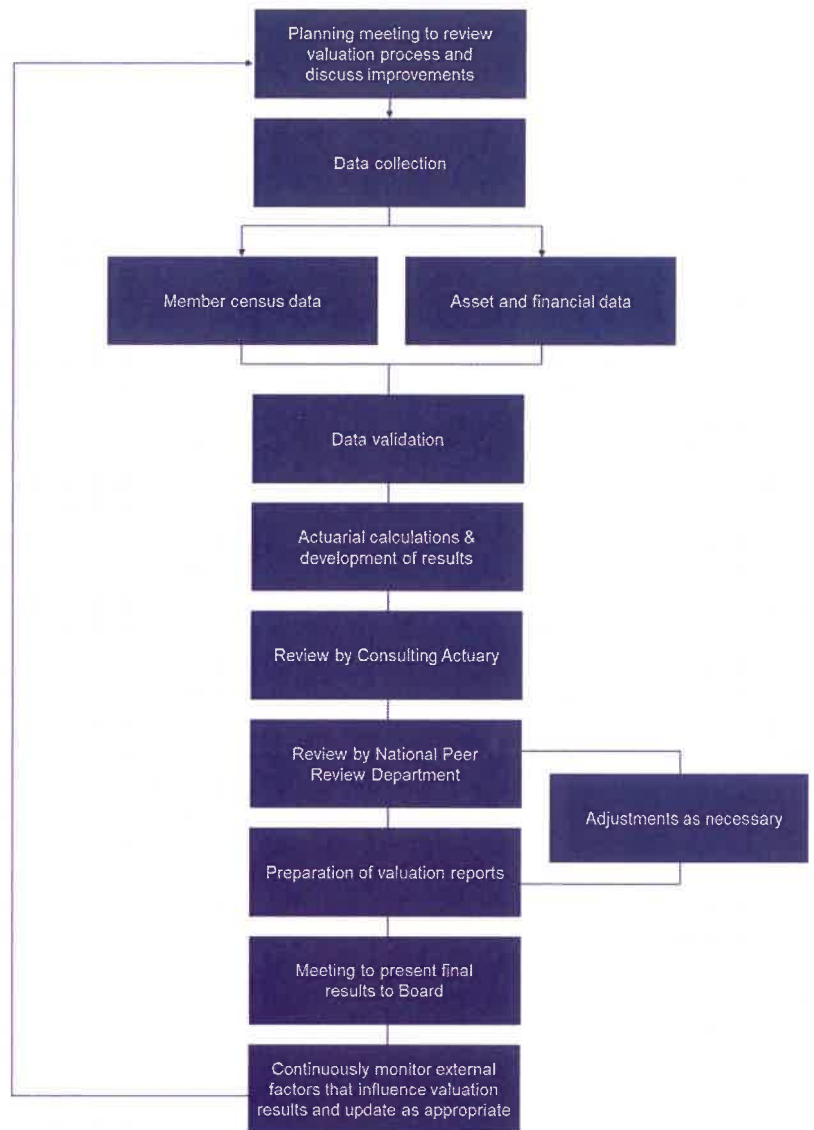 Planning meeting to review
valuation process and
discuss improvements
Data collection
Member census data
Asset and financial data
Data validation
Actuarial calculations &
development of results
Review by Consulting Actuary
Review by National Peer
Review Department
Adjustments as necessary
Preparation of valuation reports
Meeting to present final
results to Board
Continuously monitor external
factors that influence valuation
results and update as appropriate